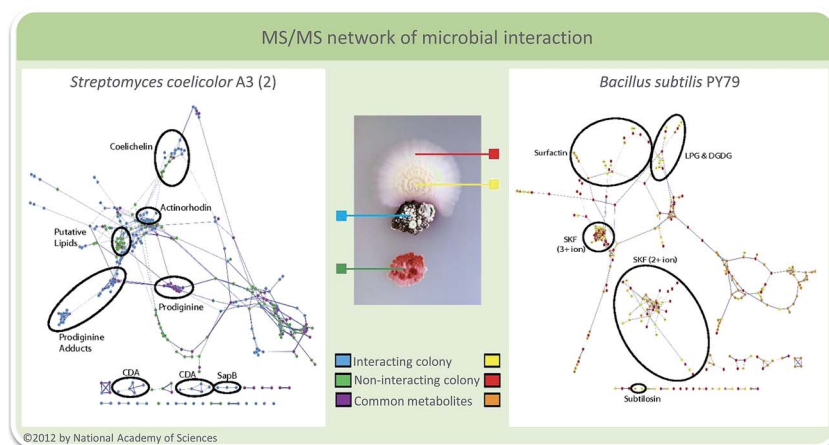 MS/MS network of microbial interaction
Streptomyces coelicolor A3 (2)
Coelichelin
Actinorhodin
Putative
Lipids
Prodiginine
Prodiginine
Adducts
CDA
CDA
SapB
Interacting colony
Non-interacting colony
Common metabolites
Bacillus subtilis PY79
Surfactin
LPG & DGDG
SKF
(3+ion)
SKF (2+ion)
Subtilosin
©2012 by National Academy of Sciences